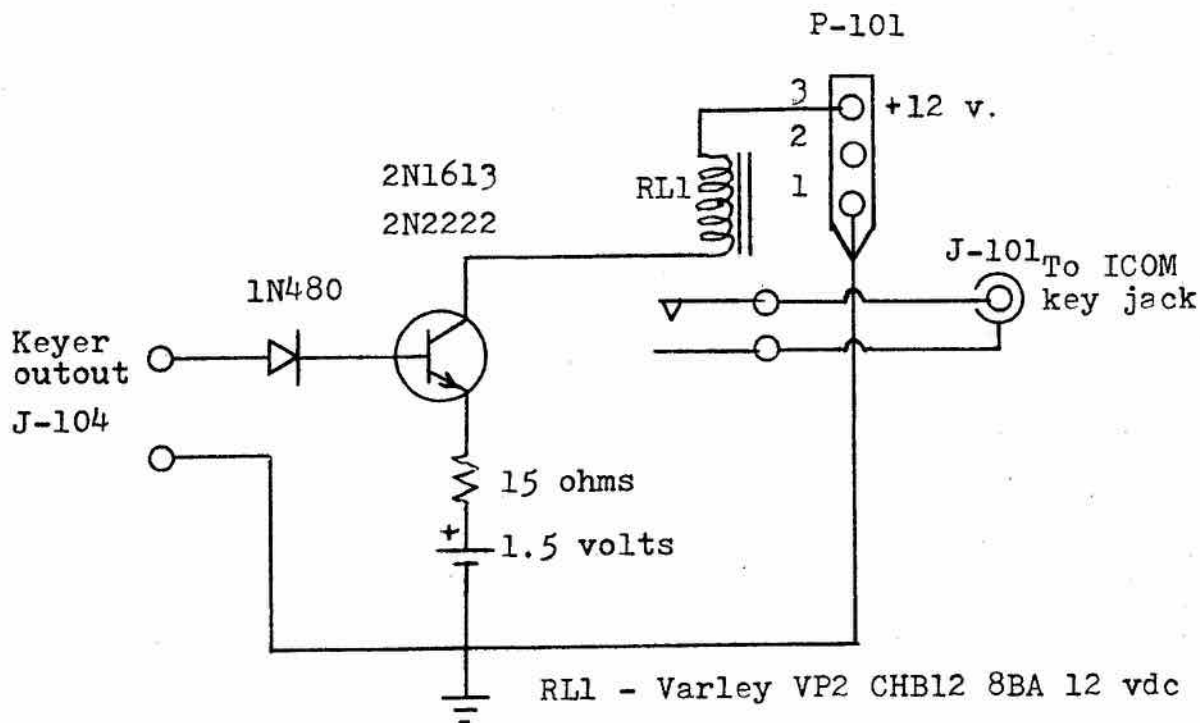 P-101
3
+12 v.
2
1
RL1
2N1613
2N2222
J-101
To ICOM
key jack
1N480
Keyer
outout
J-104
15 ohms
+
1.5 volts
RL1 - Varley VP2 CHB12 8BA 12 vdc